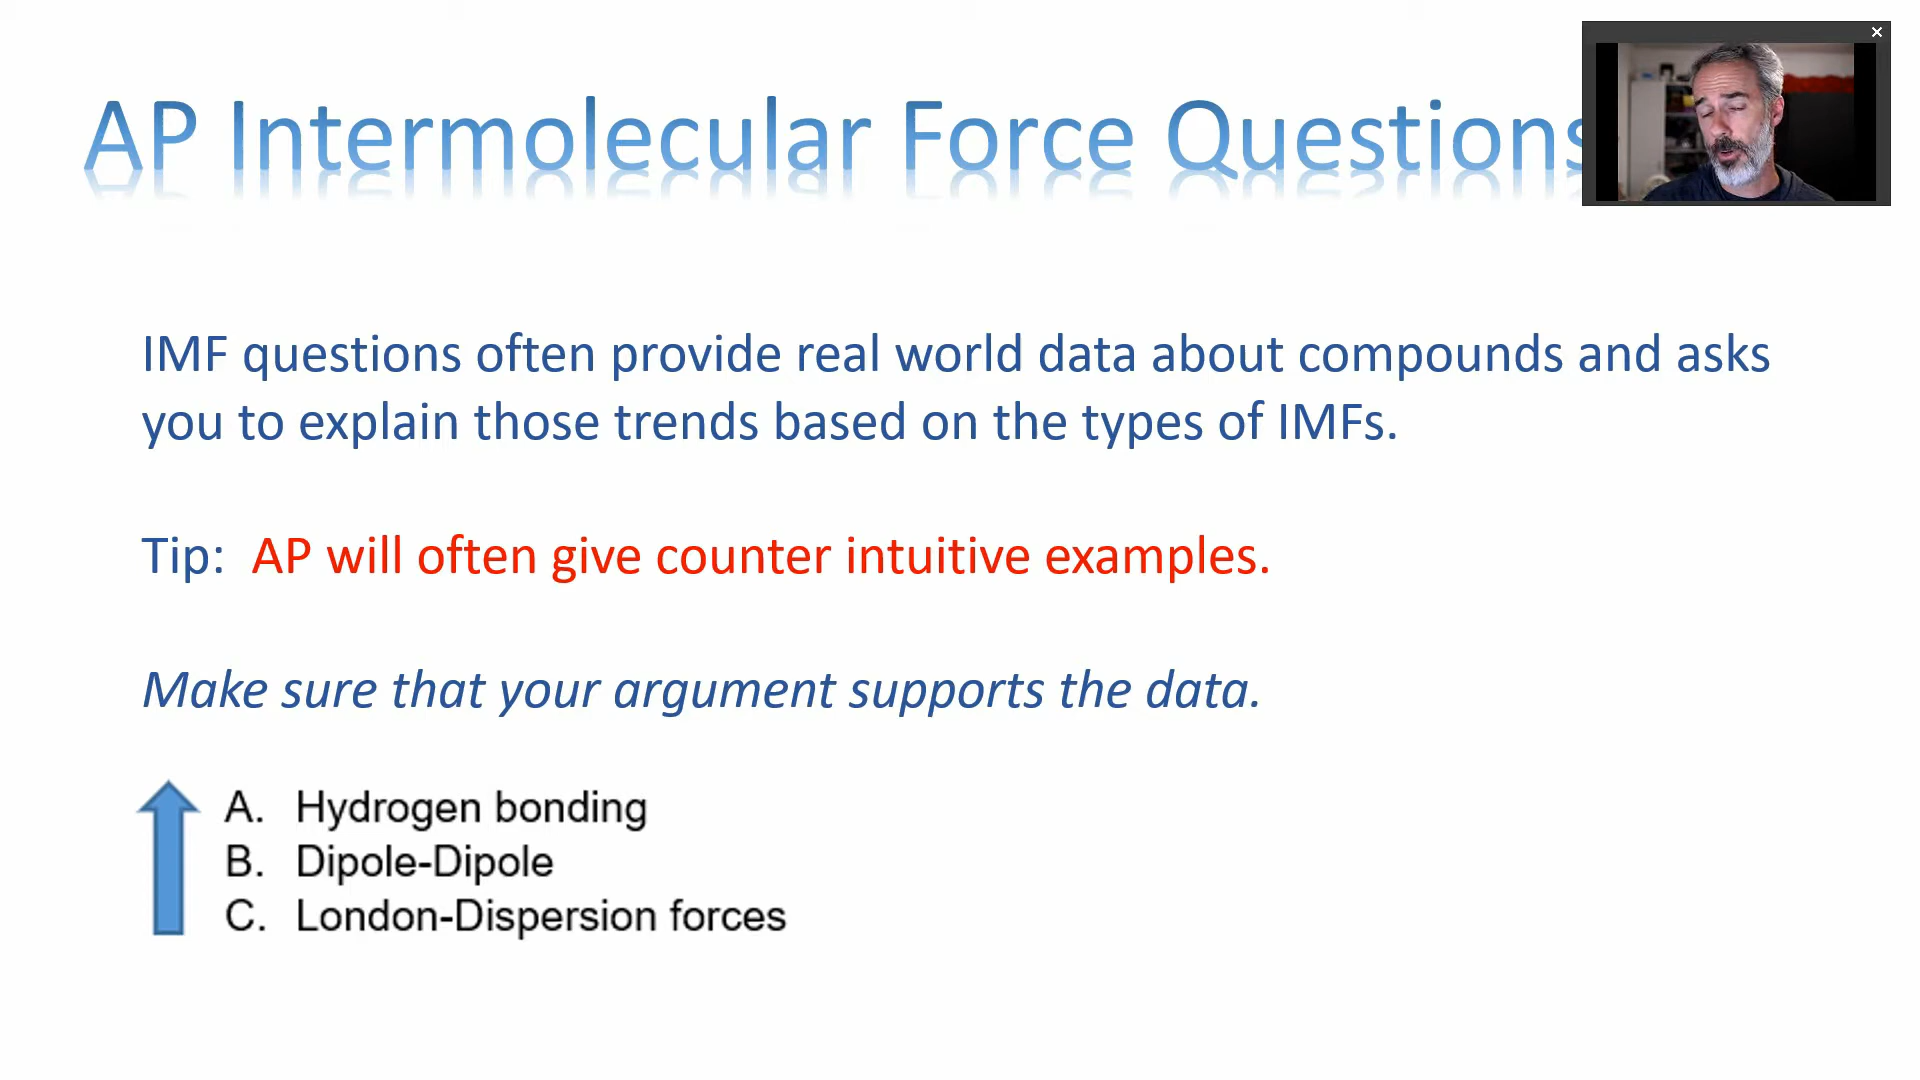 AP Intermolecular Force Questions
IMF questions often provide real world data about compounds and asks
you to explain those trends based on the types of IMFs.
Tip: AP will often give counter intuitive examples.
Make sure that your argument supports the data.
A. Hydrogen bonding
B. Dipole-Dipole
C. London-Dispersion forces